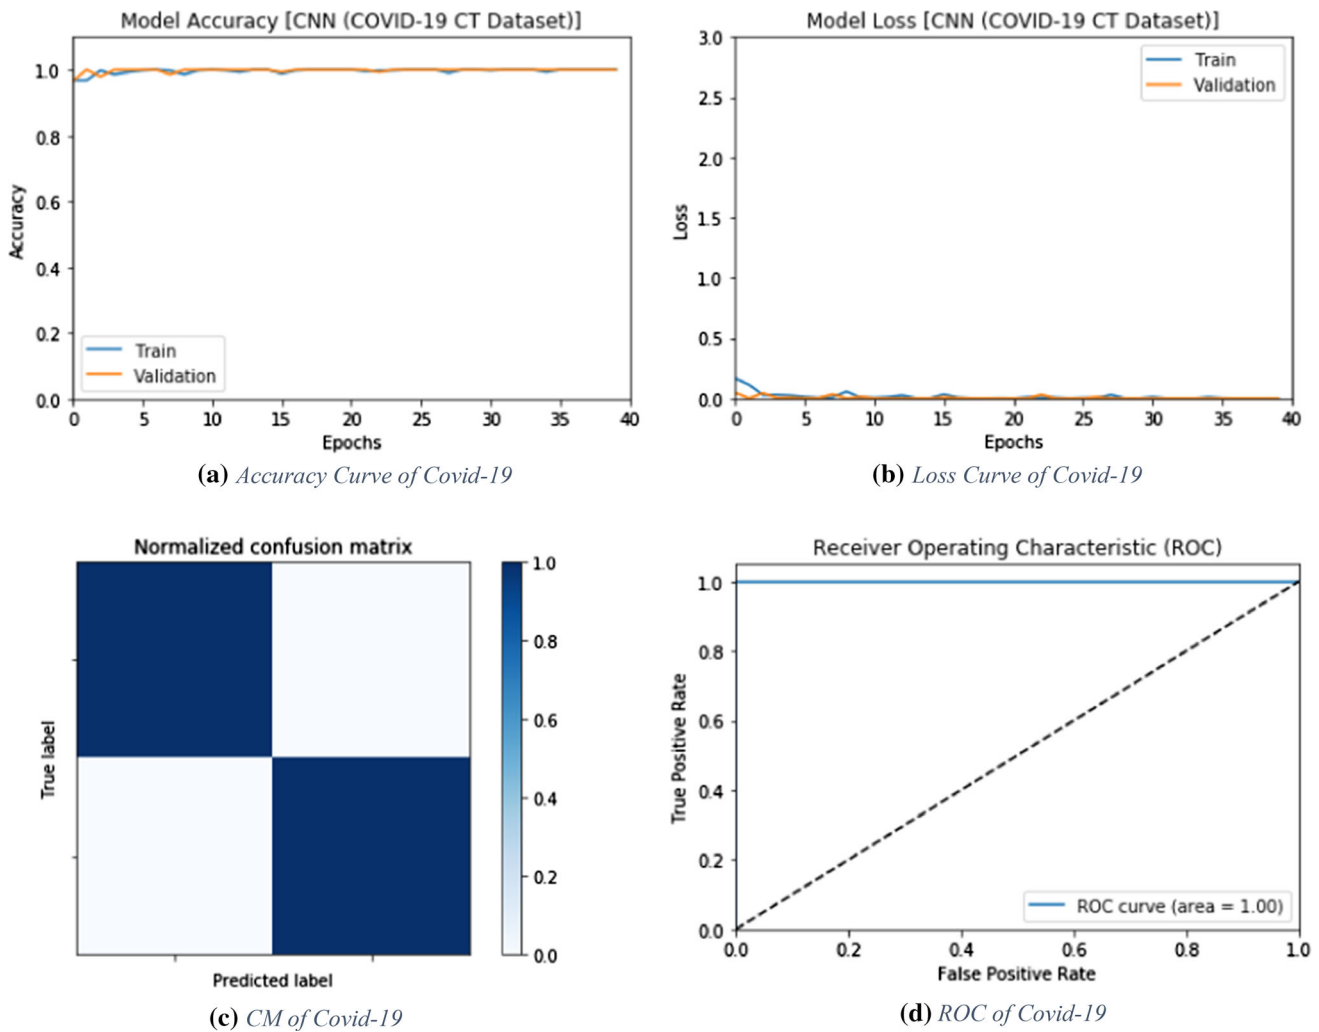 Model Accuracy [CNN (COVID-19 CT Dataset)]
1.0
0.8
0.6
0.4
0.2
0.0
Accuracy
Train
Validation
0 5 10 15 20 25 30 35 40
Epochs
(a) Accuracy Curve of Covid-19
Model Loss [CNN (COVID-19 CT Dataset)]
3.0
2.5
2.0
1.5
1.0
0.5
0.0
Loss
Train
Validation
0 5 10 15 20 25 30 35 40
Epochs
(b) Loss Curve of Covid-19
Normalized confusion matrix
True label
Predicted label
1.0
0.8
0.6
0.4
0.2
0.0
(c) CM of Covid-19
Receiver Operating Characteristic (ROC)
1.0
0.8
0.6
0.4
0.2
0.0
True Positive Rate
ROC curve (area = 1.00)
0.0 0.2 0.4 0.6 0.8 1.0
False Positive Rate
(d) ROC of Covid-19